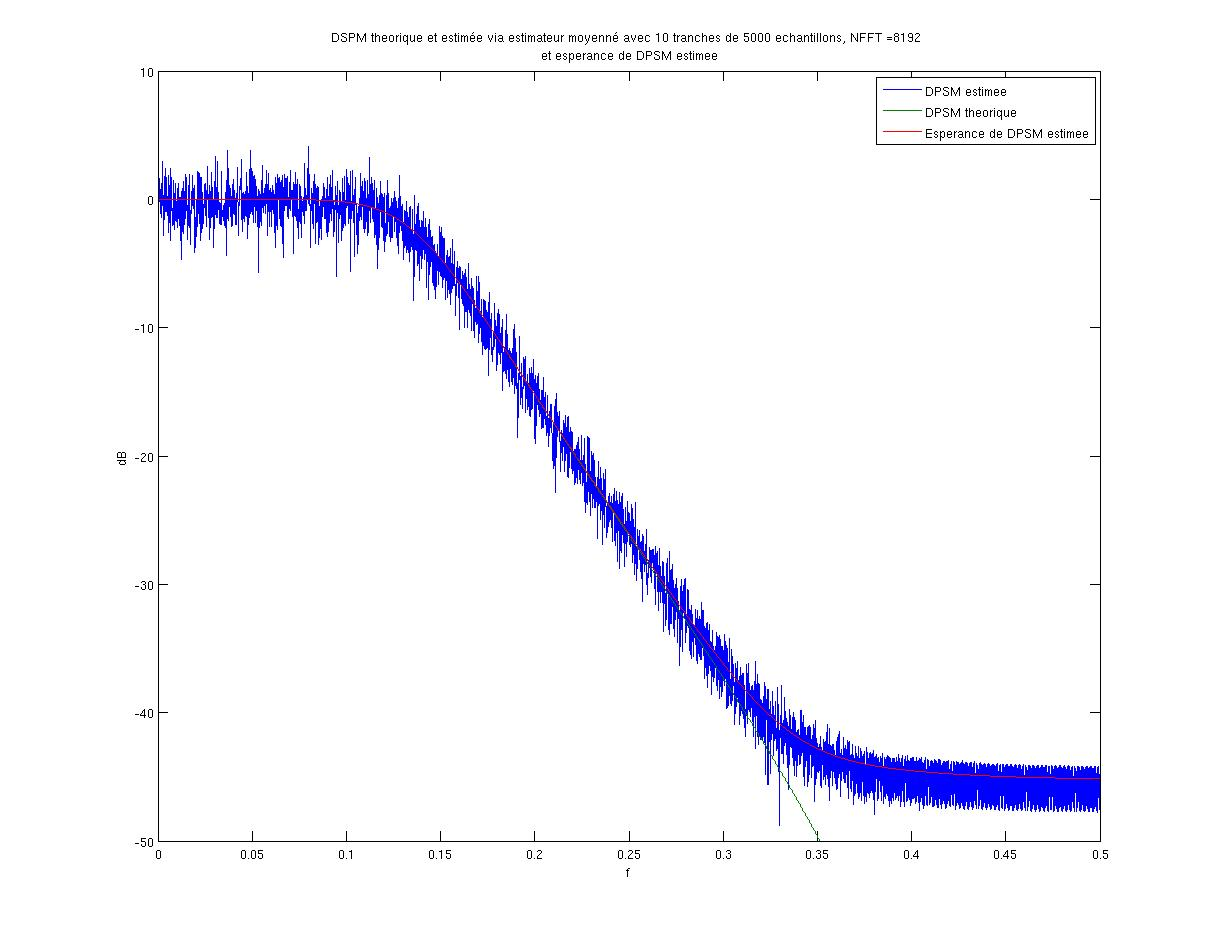 DSPM theorique et estimée via estimateur moyenné avec 10 tranches de 5000 echantillons, NFFT =8192
et esperance de DPSM estimee
DPSM estimee
DPSM theorique
Esperance de DPSM estimee
10
0
-10
-20
-30
-40
-50
dB
0
0.05
0.1
0.15
0.2
0.25
0.3
0.35
0.4
0.45
0.5
f